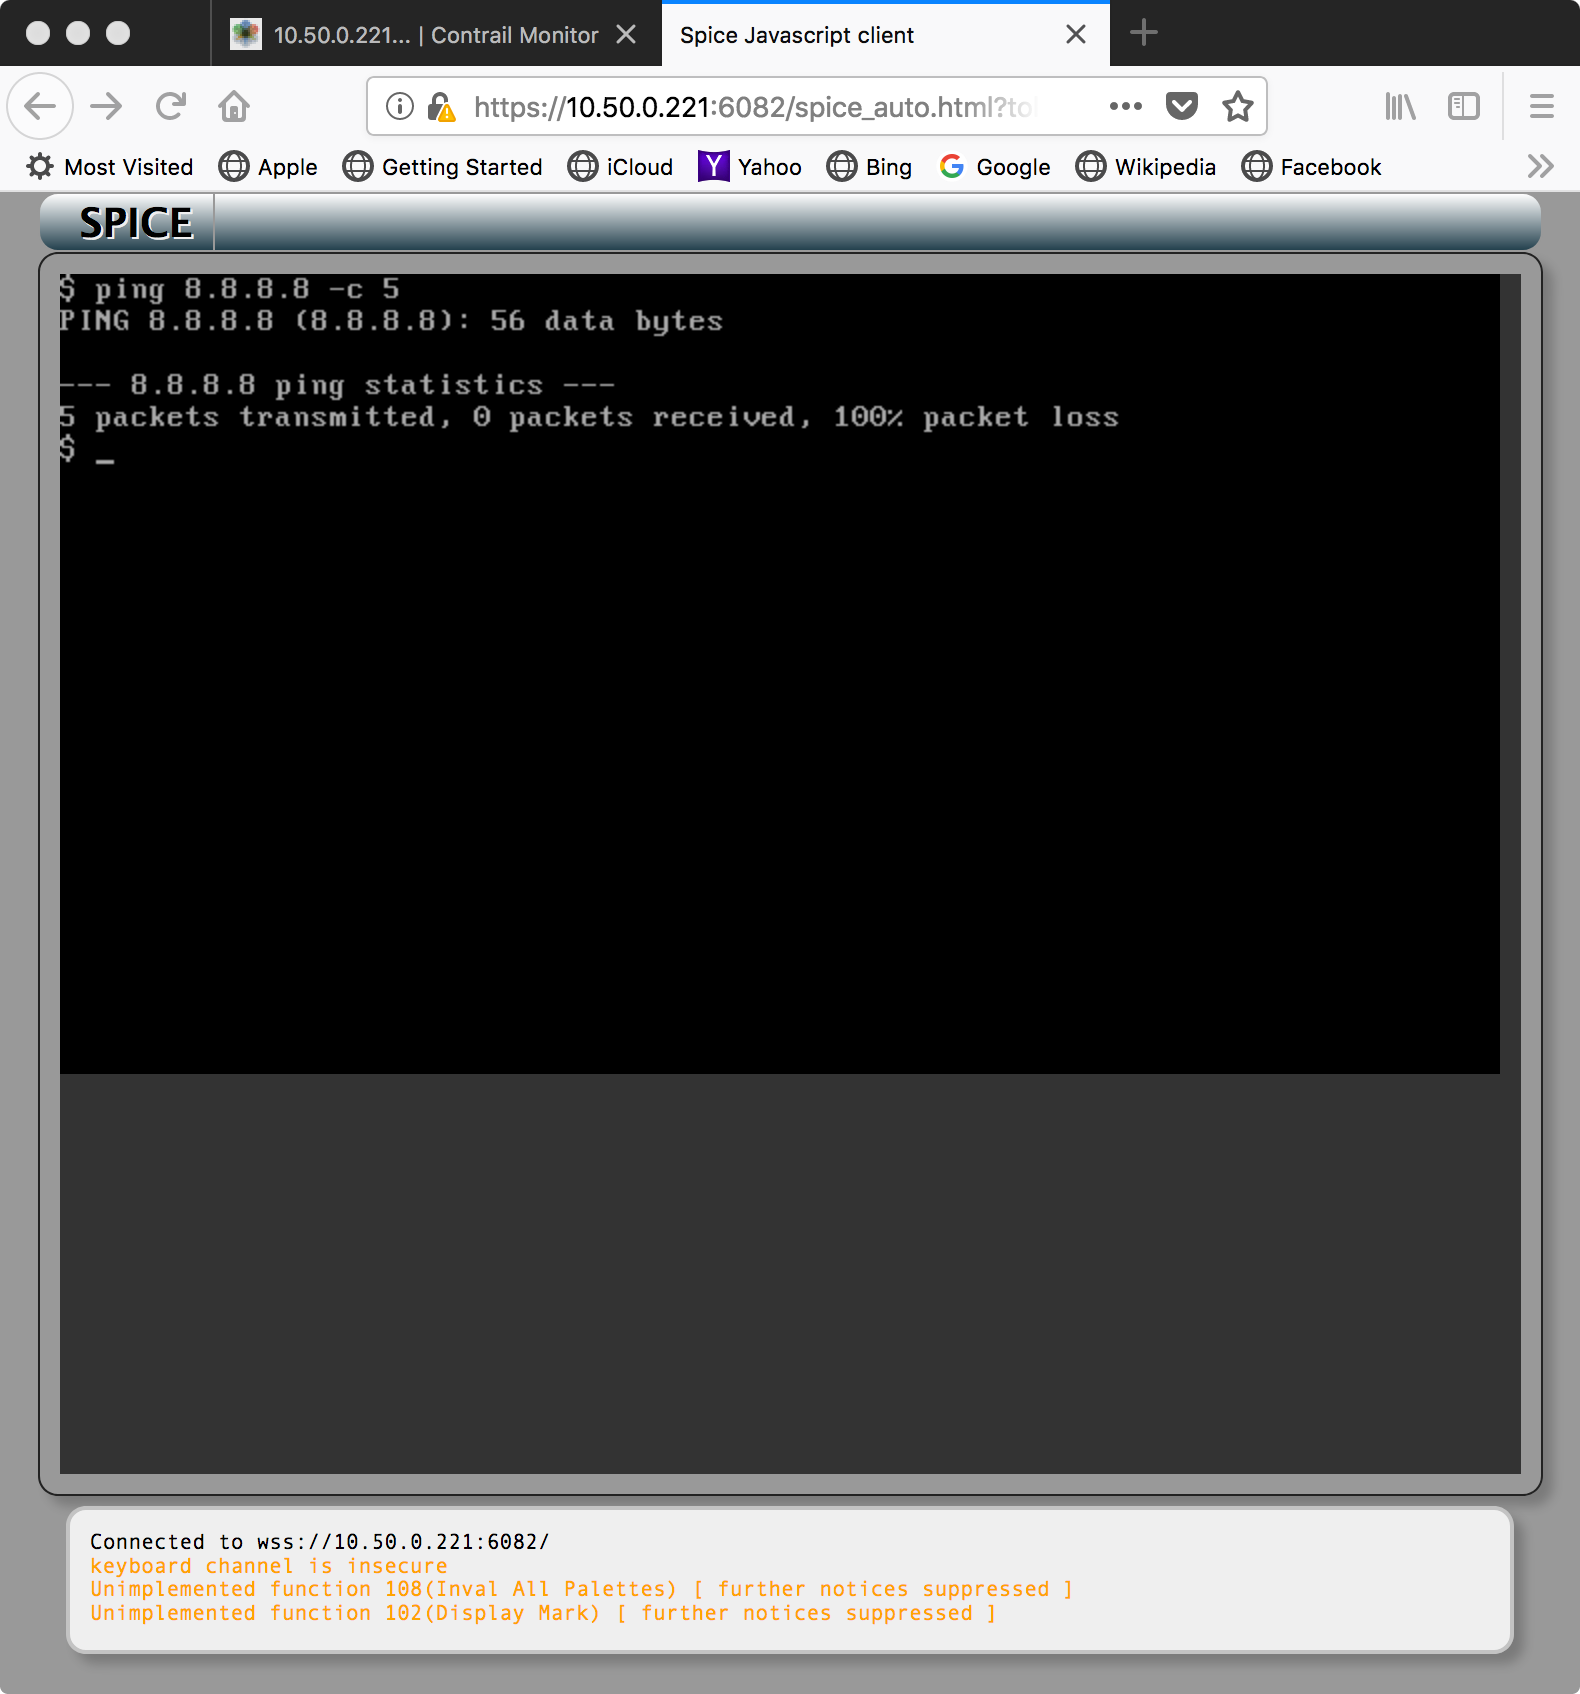 10.50.0.221... | Contrail Monitor
Spice Javascript client
https://10.50.0.221:6082/spice_auto.html?to
Most Visited Apple Getting Started iCloud Yahoo Bing Google Wikipedia Facebook
SPICE
$ ping 8.8.8.8 -c 5
PING 8.8.8.8 (8.8.8.8): 56 data bytes
--- 8.8.8.8 ping statistics ---
5 packets transmitted, 0 packets received, 100% packet loss
$ _
Connected to wss://10.50.0.221:6082/
keyboard channel is insecure
Unimplemented function 108(Inval All Palettes) [ further notices suppressed ]
Unimplemented function 102(Display Mark) [ further notices suppressed ]